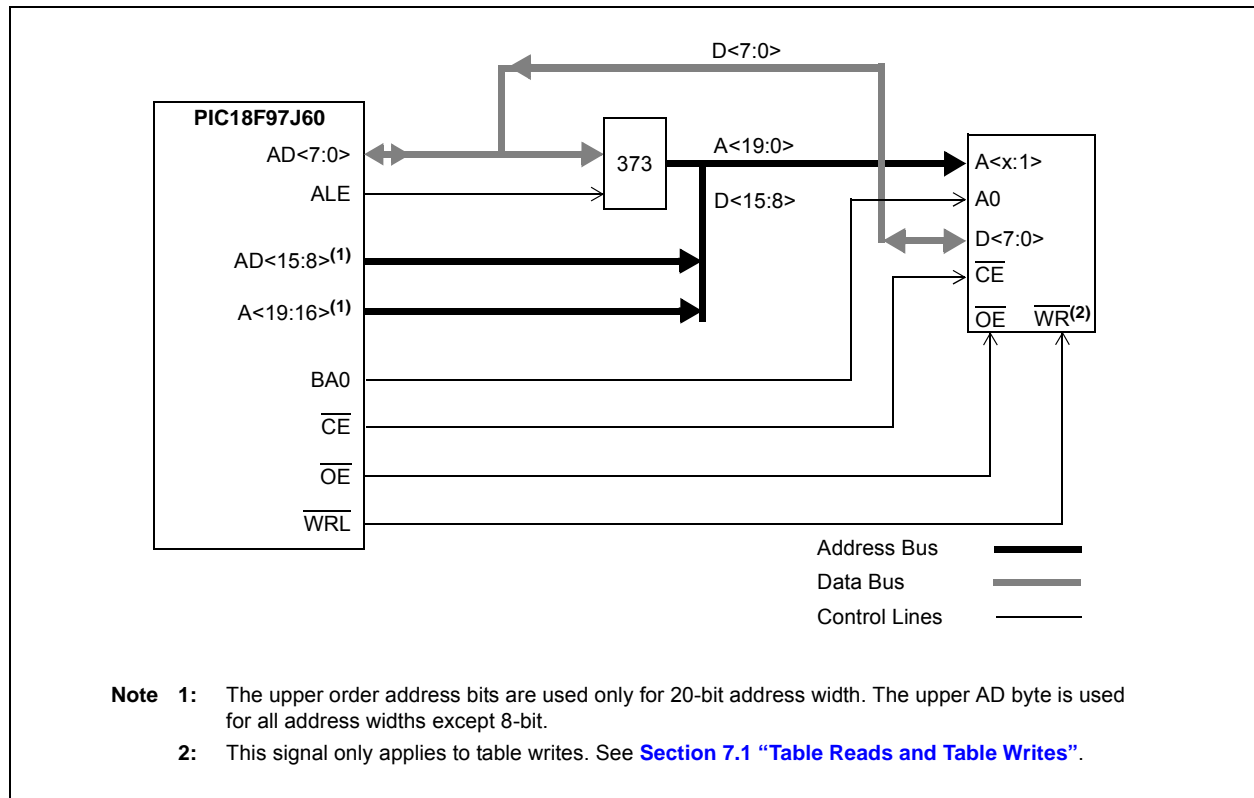 D<7:0>
PIC18F97J60
AD<7:0>
373
A<19:0>
A<x:1>
ALE
D<15:8>
A0
D<7:0>
AD<15:8>(1)
CE
A<19:16>(1)
OE WR(2)
BA0
CE
OE
WRL
Address Bus
Data Bus
Control Lines
Note 1: The upper order address bits are used only for 20-bit address width. The upper AD byte is used
for all address widths except 8-bit.
2: This signal only applies to table writes. See Section 7.1 “Table Reads and Table Writes”.